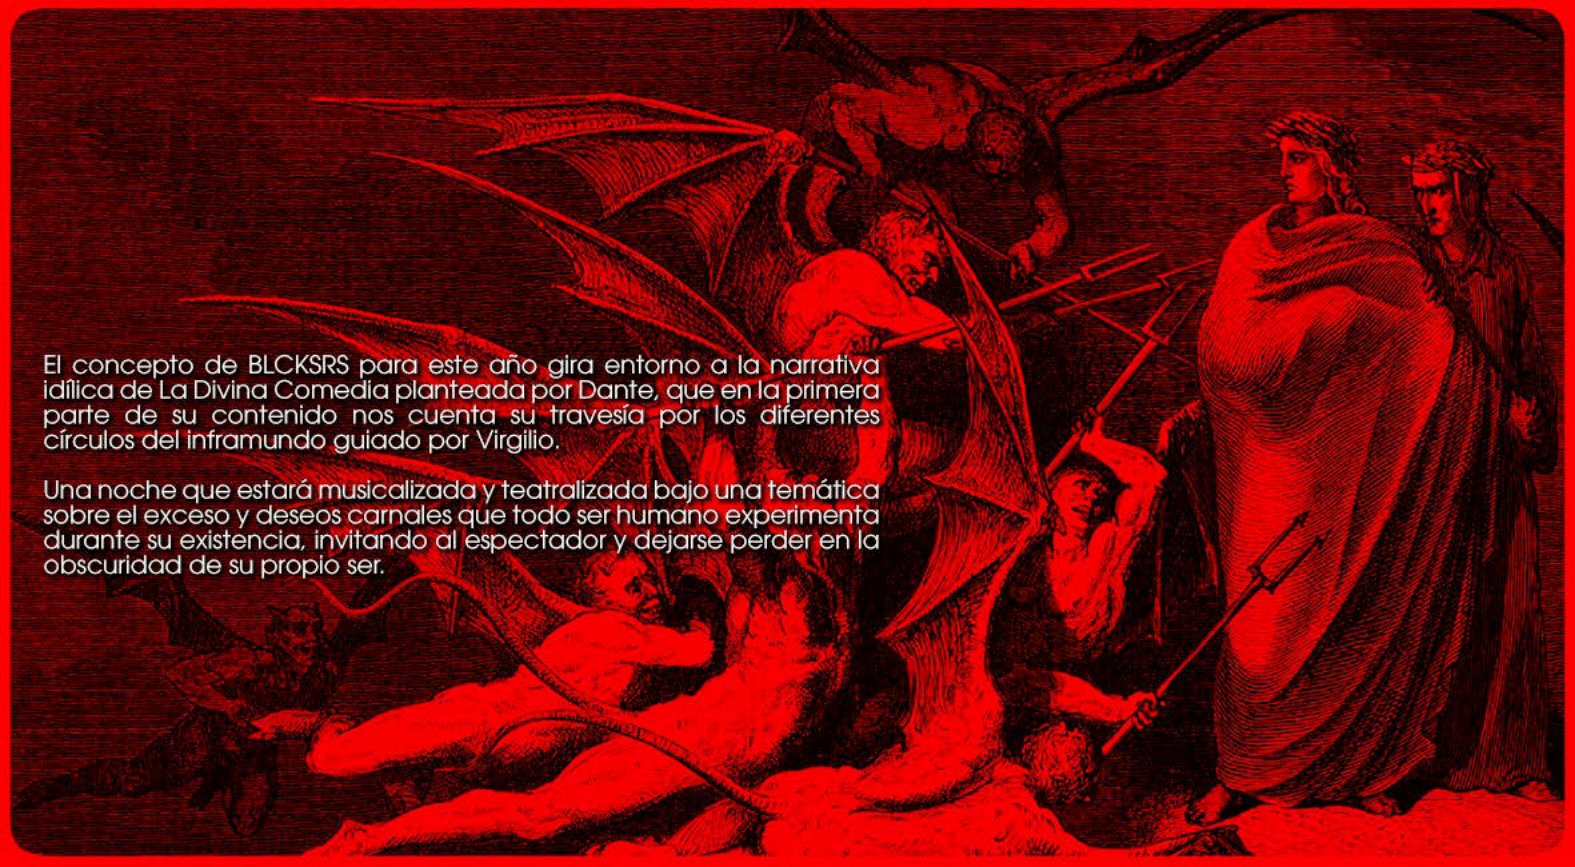 El concepto de BLCKSRS para este año gira entorno a la narrativa
idílica de La Divina Comedia planteada por Dante, que en la primera
parte de su contenido nos cuenta su travesía por los diferentes
círculos del inframundo guiado por Virgilio.
Una noche que estará musicalizada y teatralizada bajo una temática
sobre el exceso y deseos carnales que todo ser humano experimenta
durante su existencia, invitando al espectador y dejarse perder en la
obscuridad de su propio ser.